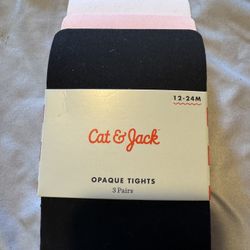 12-24M
Cat & Jack
OPAQUE TIGHTS
3 Pairs